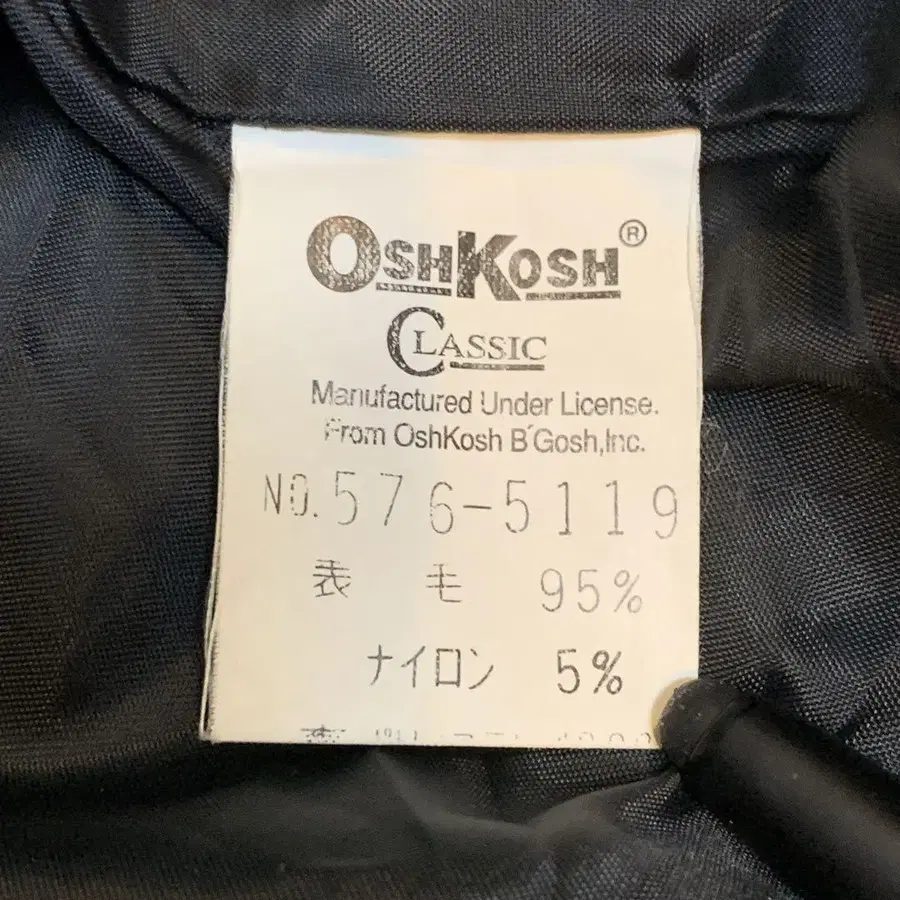 OSHKOSH®
CLASSIC
Manufactured Under License.
From OshKosh B'Gosh,Inc.
NO.576-5119
表 毛 95%
ナイロン 5%